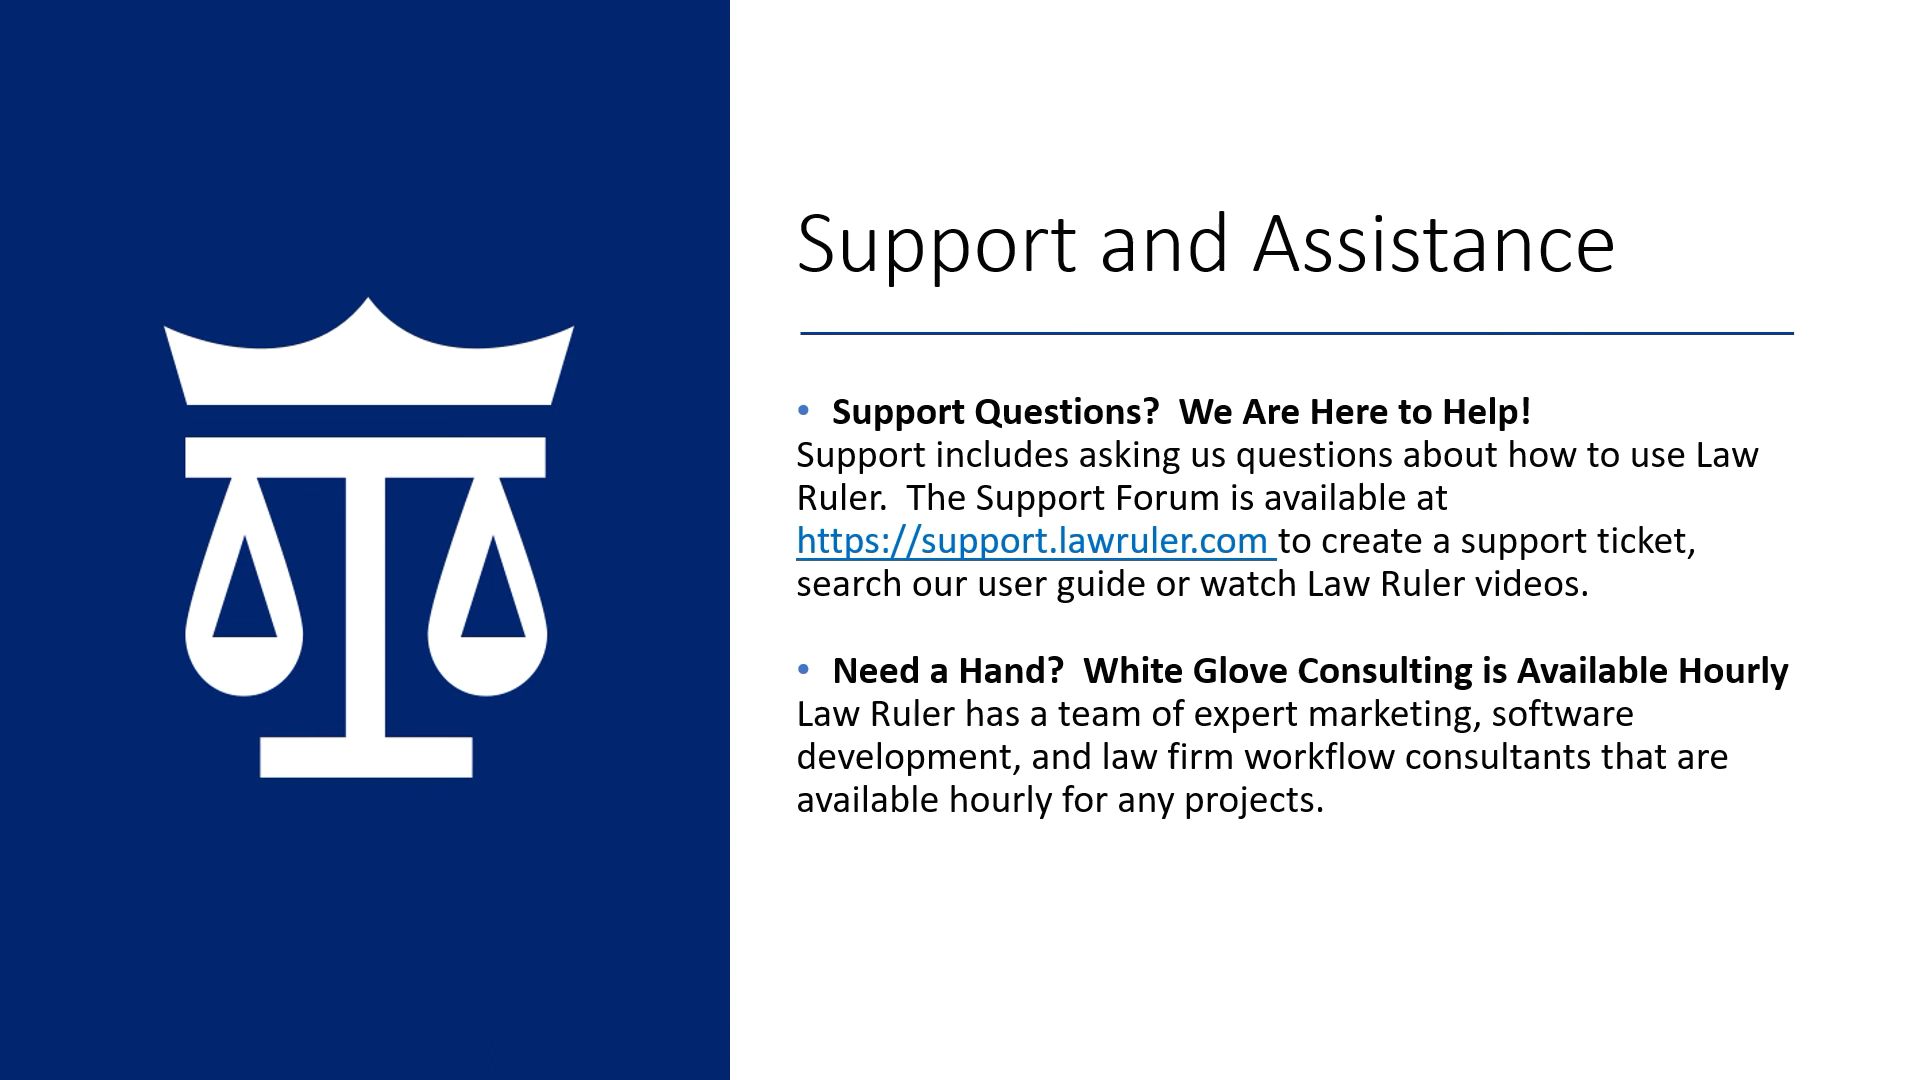 Support and Assistance
• Support Questions?  We Are Here to Help!
Support includes asking us questions about how to use Law
Ruler.  The Support Forum is available at
https://support.lawruler.com to create a support ticket,
search our user guide or watch Law Ruler videos.
• Need a Hand?  White Glove Consulting is Available Hourly
Law Ruler has a team of expert marketing, software
development, and law firm workflow consultants that are
available hourly for any projects.